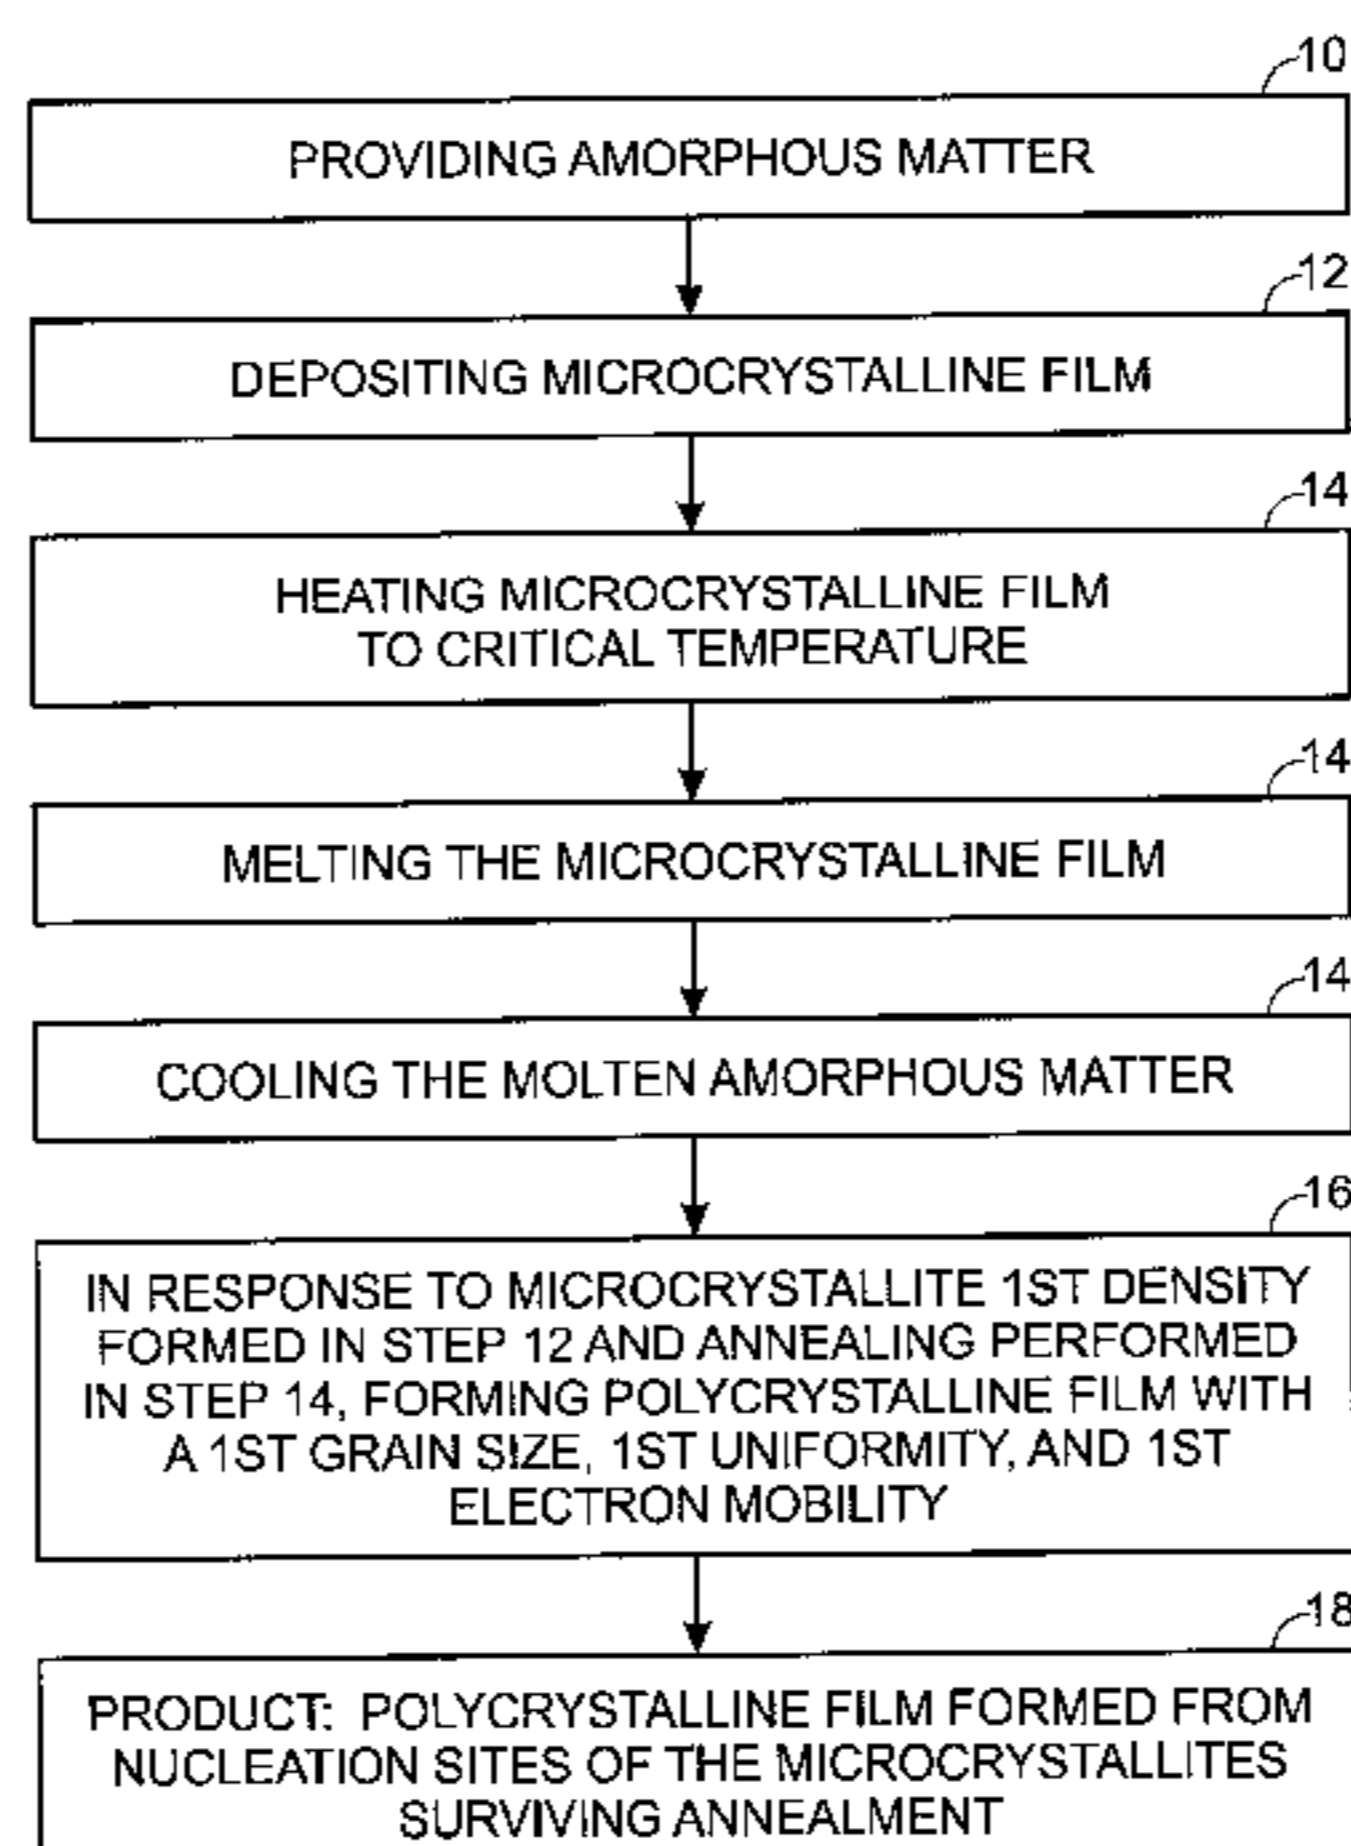 10
PROVIDING AMORPHOUS MATTER
12
DEPOSITING MICROCRYSTALLINE FILM
14
HEATING MICROCRYSTALLINE FILM
TO CRITICAL TEMPERATURE
14
MELTING THE MICROCRYSTALLINE FILM
14
COOLING THE MOLTEN AMORPHOUS MATTER
16
IN RESPONSE TO MICROCRYSTALLITE 1ST DENSITY
FORMED IN STEP 12 AND ANNEALING PERFORMED
IN STEP 14, FORMING POLYCRYSTALLINE FILM WITH
A 1ST GRAIN SIZE, 1ST UNIFORMITY, AND 1ST
ELECTRON MOBILITY
18
PRODUCT: POLYCRYSTALLINE FILM FORMED FROM
NUCLEATION SITES OF THE MICROCRYSTALLITES
SURVIVING ANNEALMENT